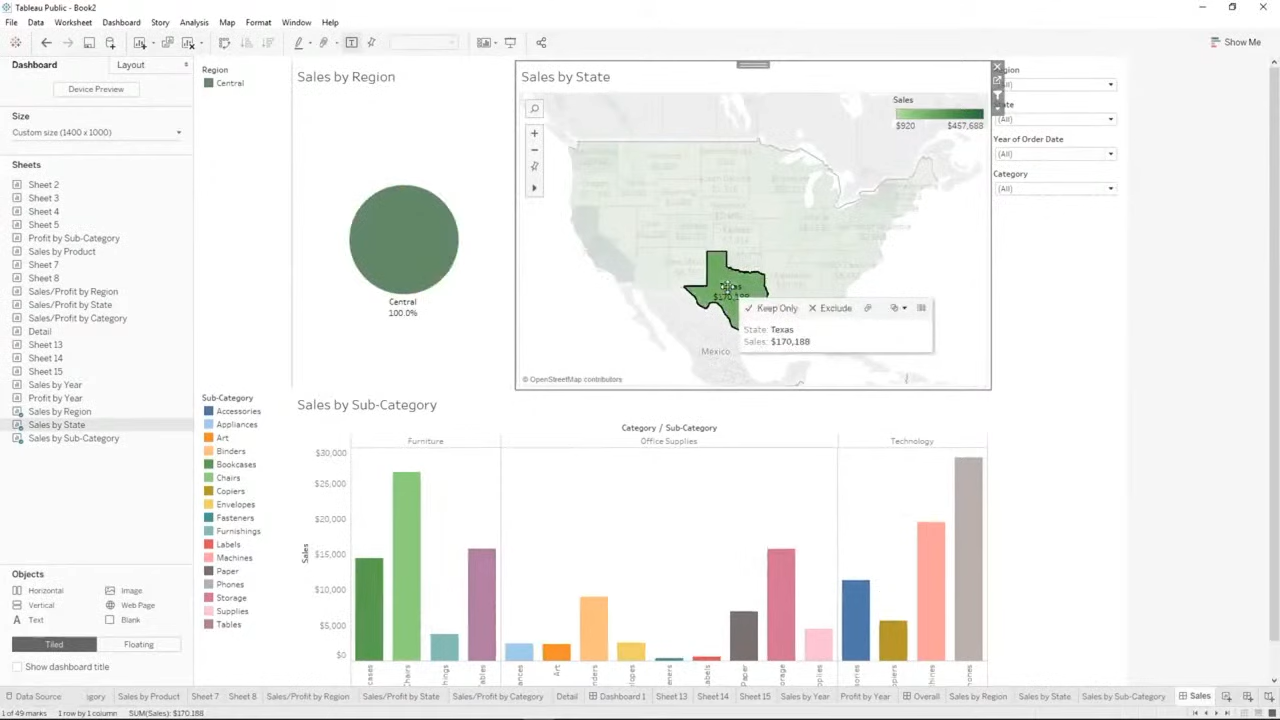 Tableau Public - Book2
File Data Worksheet Dashboard Story Analysis Map Format Window Help
Show Me
Dashboard Layout
Device Preview
Size
Custom size (1400 x 1000)
Sheets
Sheet 2
Sheet 3
Sheet 4
Sheet 5
Profit by Sub-Category
Sales by Product
Sheet 7
Sheet 8
Sales/Profit by Region
Sales/Profit by State
Sales/Profit by Category
Detail
Sheet 13
Sheet 14
Sheet 15
Sales by Year
Profit by Year
Sales by Region
Sales by State
Sales by Sub-Category
Objects
Horizontal Image
Vertical Web Page
Text Blank
Tiled Floating
Show dashboard title
Region
Central
Sales by Region
Central
100.0%
Sales by State
Sales
$920 $457,688
Mexico
© OpenStreetMap contributors
Keep Only Exclude
State: Texas
Sales: $170,188
(All)
(All)
Year of Order Date
(All)
Category
(All)
Sub-Category
Accessories
Appliances
Art
Binders
Bookcases
Chairs
Copiers
Envelopes
Fasteners
Furnishings
Labels
Machines
Paper
Phones
Storage
Supplies
Tables
Sales by Sub-Category
Category / Sub-Category
Furniture Office Supplies Technology
Sales
$30,000
$25,000
$20,000
$15,000
$10,000
$5,000
$0
Art
Paper
Data Source Sales by Product Sheet 7 Sheet 8 Sales/Profit by Region Sales/Profit by State Sales/Profit by Category Detail Dashboard 1 Sheet13 Sheet14 Sheet 15 Sales by Year Profit by Year Overall Sales by Region Sales by State Sales by Sub-Category Sales
1 of 49 marks 1 row by 1 column SUM(Sales): $170,188